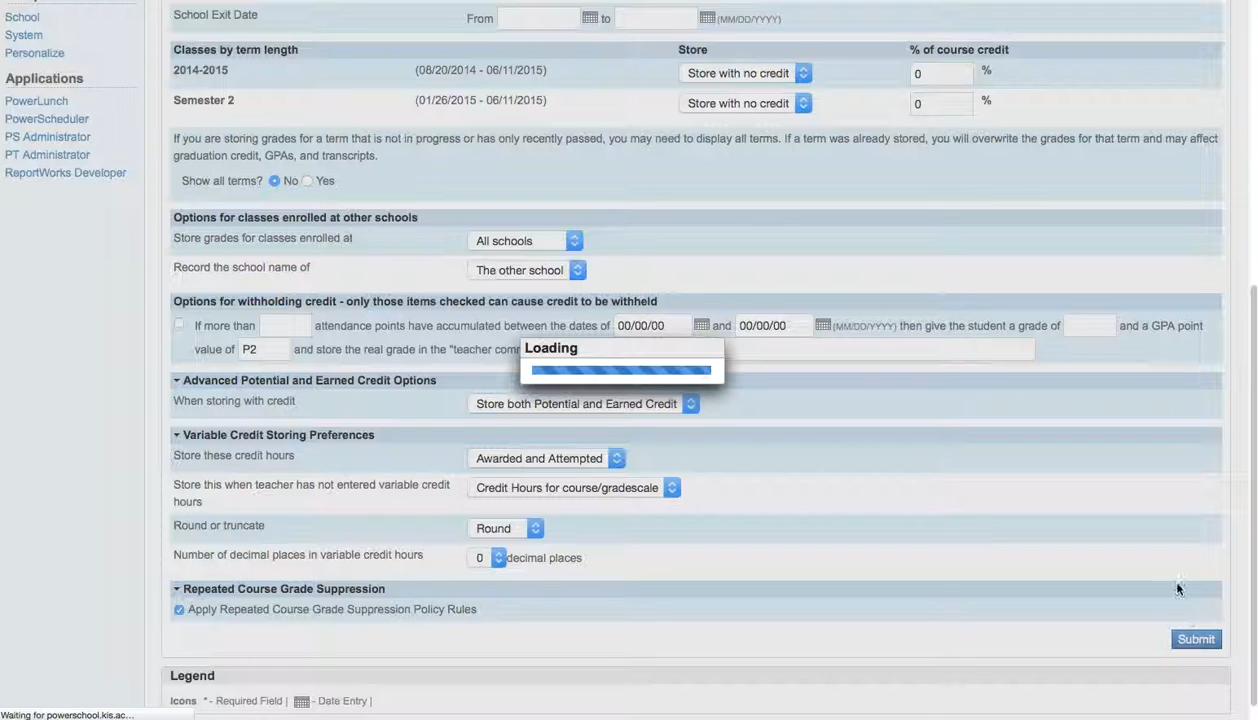 School
System
Personalize
Applications
PowerLunch
PowerScheduler
PS Administrator
PT Administrator
ReportWorks Developer
School Exit Date From to (MM/DD/YYYY)
Classes by term length Store % of course credit
2014-2015 (08/20/2014 - 06/11/2015) Store with no credit 0 %
Semester 2 (01/26/2015 - 06/11/2015) Store with no credit 0 %
If you are storing grades for a term that is not in progress or has only recently passed, you may need to display all terms. If a term was already stored, you will overwrite the grades for that term and may affect
graduation credit, GPAs, and transcripts.
Show all terms? No Yes
Options for classes enrolled at other schools
Store grades for classes enrolled at All schools
Record the school name of The other school
Options for withholding credit - only those items checked can cause credit to be withheld
If more than attendance points have accumulated between the dates of 00/00/00 and 00/00/00 (MM/DD/YYYY) then give the student a grade of and a GPA point
value of P2 and store the real grade in the "teacher
Loading
Advanced Potential and Earned Credit Options
When storing with credit Store both Potential and Earned Credit
Variable Credit Storing Preferences
Store these credit hours Awarded and Attempted
Store this when teacher has not entered variable credit Credit Hours for course/gradescale
hours
Round or truncate Round
Number of decimal places in variable credit hours 0 decimal places
Repeated Course Grade Suppression
Apply Repeated Course Grade Suppression Policy Rules
Submit
Legend
Icons * - Required Field | - Date Entry |
Waiting for powerschool.kis.ac...